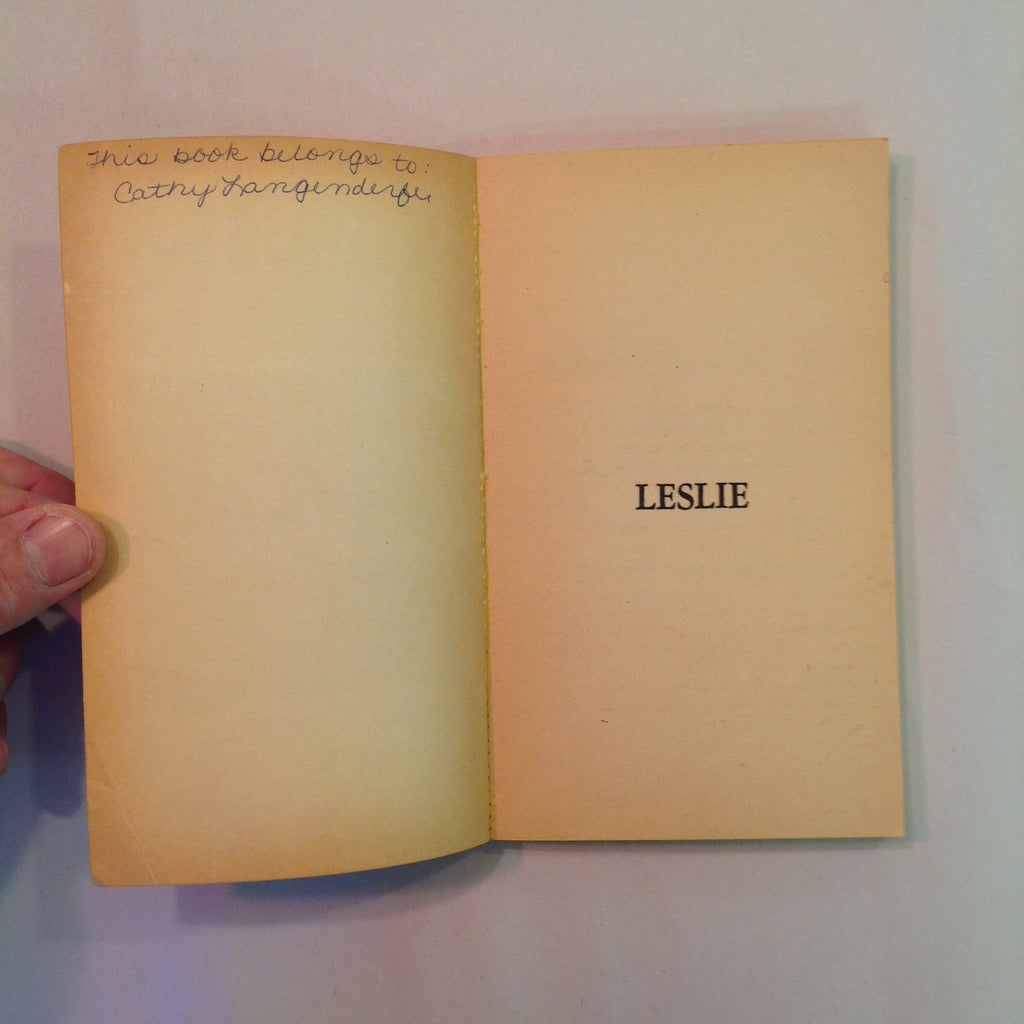 This book belongs to:
Cathy Langenderfer
LESLIE